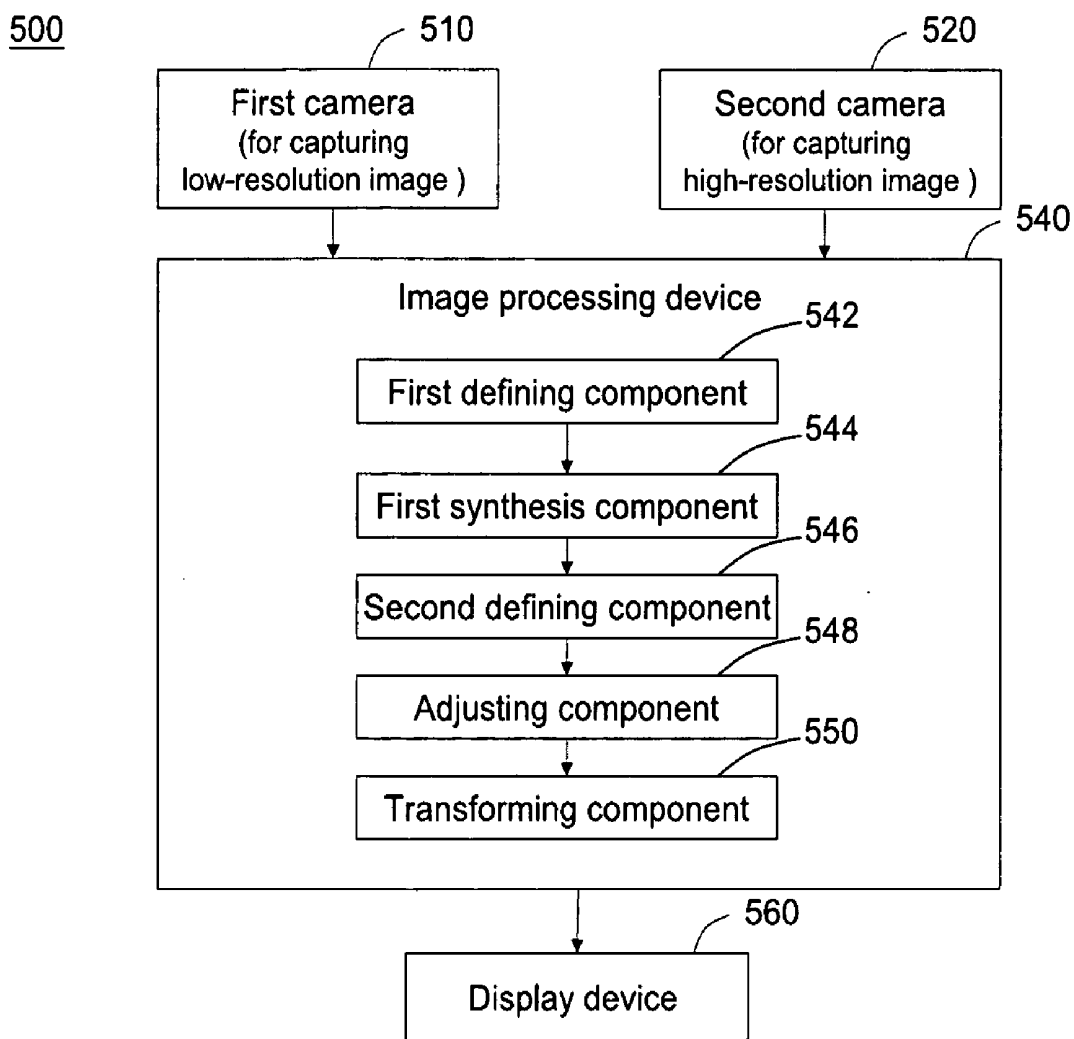 500
510
520
First camera
(for capturing
low-resolution image )
Second camera
(for capturing
high-resolution image )
540
Image processing device
542
First defining component
544
First synthesis component
546
Second defining component
548
Adjusting component
550
Transforming component
560
Display device